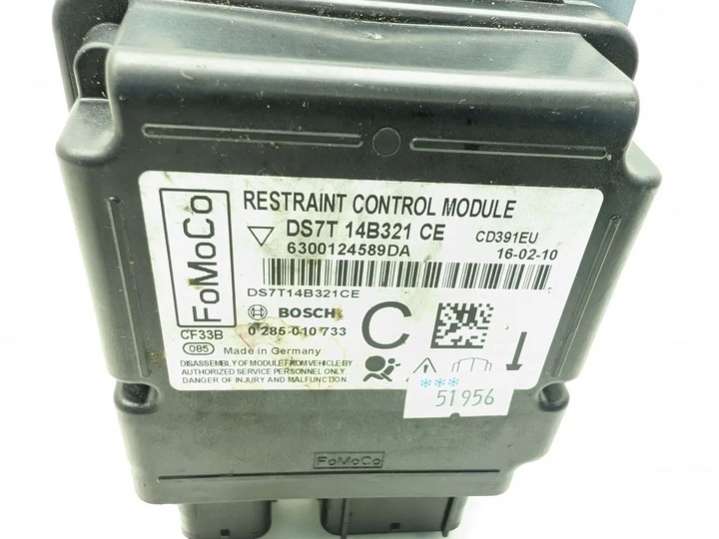 FoMoCo
RESTRAINT CONTROL MODULE
DS7T 14B321 CE
CD391EU
6300124589DA
16-02-10
DS7T14B321CE
BOSCH
0 285 010 733
C
CF33B
085
Made in Germany
DISASSEMBLY OF MODULE FROM VEHICLE BY
AUTHORIZED SERVICE PERSONNEL ONLY.
DANGER OF INJURY AND MALFUNCTION.
***
51956
FoMoCo